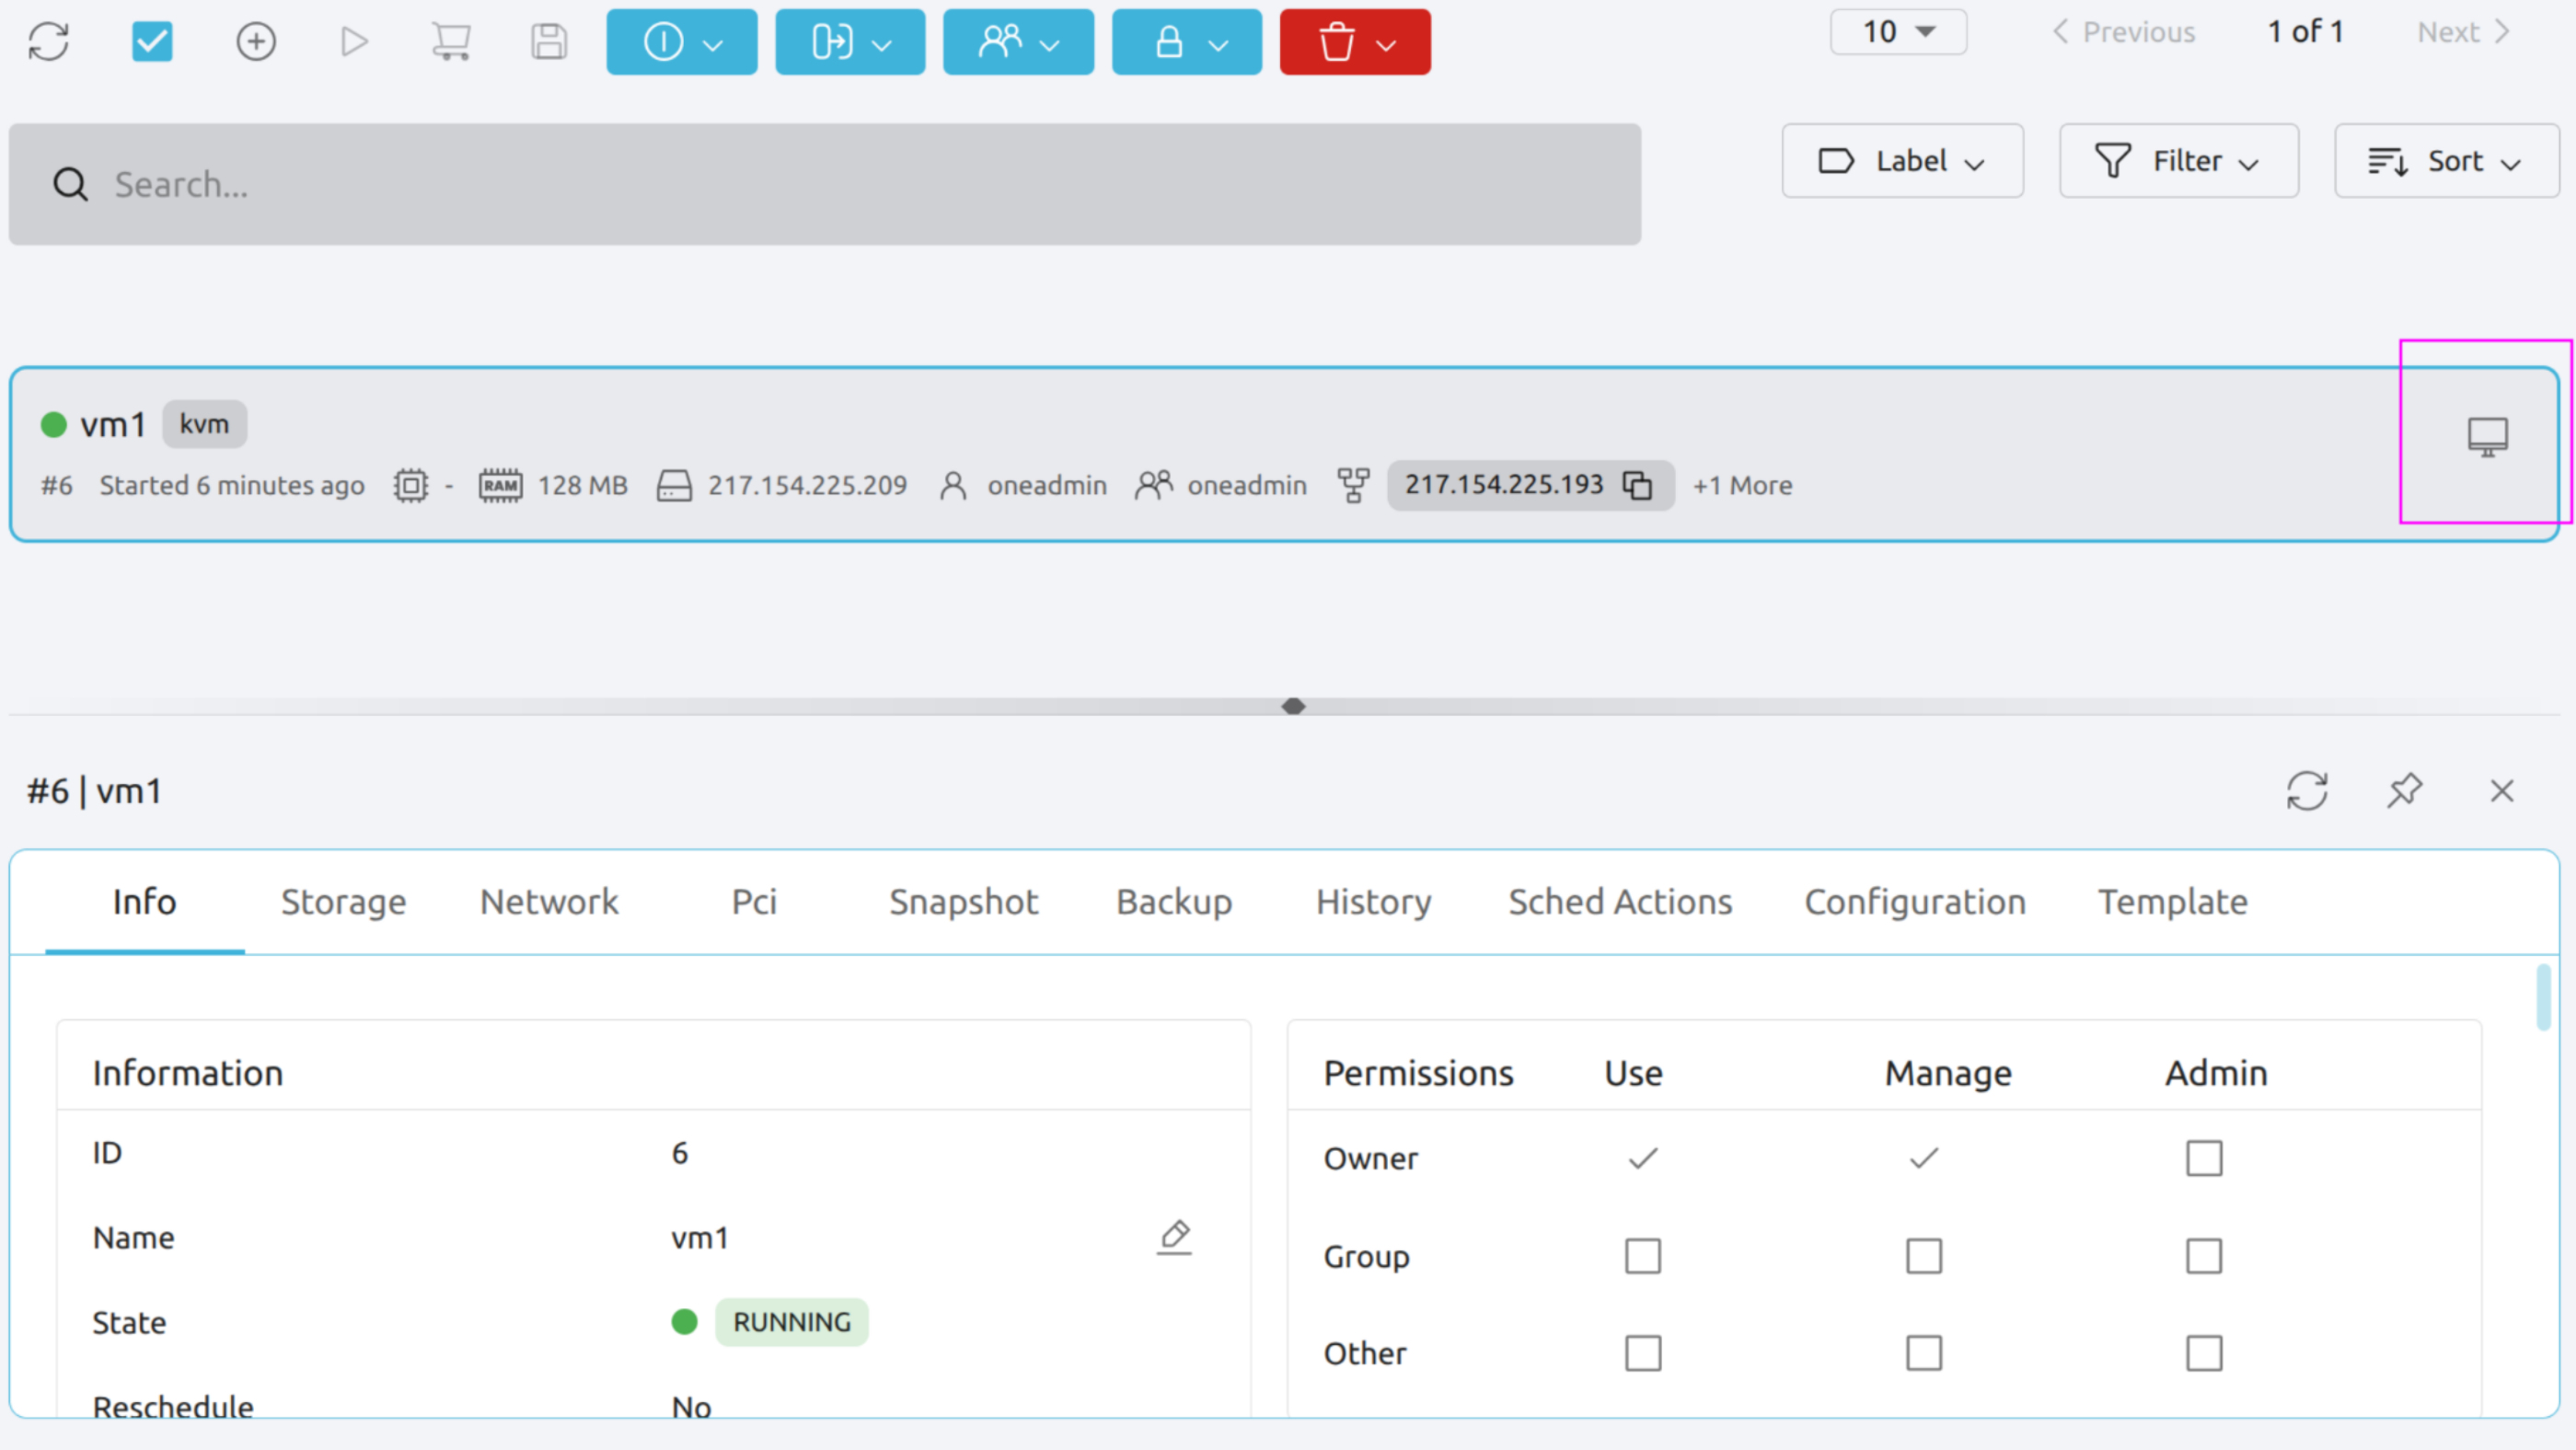 10 Previous 1 of 1 Next
Search...
Label Filter Sort
vm1 kvm
#6 Started 6 minutes ago - RAM 128 MB 217.154.225.209 oneadmin oneadmin 217.154.225.193 +1 More
#6 | vm1
Info Storage Network Pci Snapshot Backup History Sched Actions Configuration Template
Information
ID 6
Name vm1
State RUNNING
Reschedule No
Permissions Use Manage Admin
Owner
Group
Other